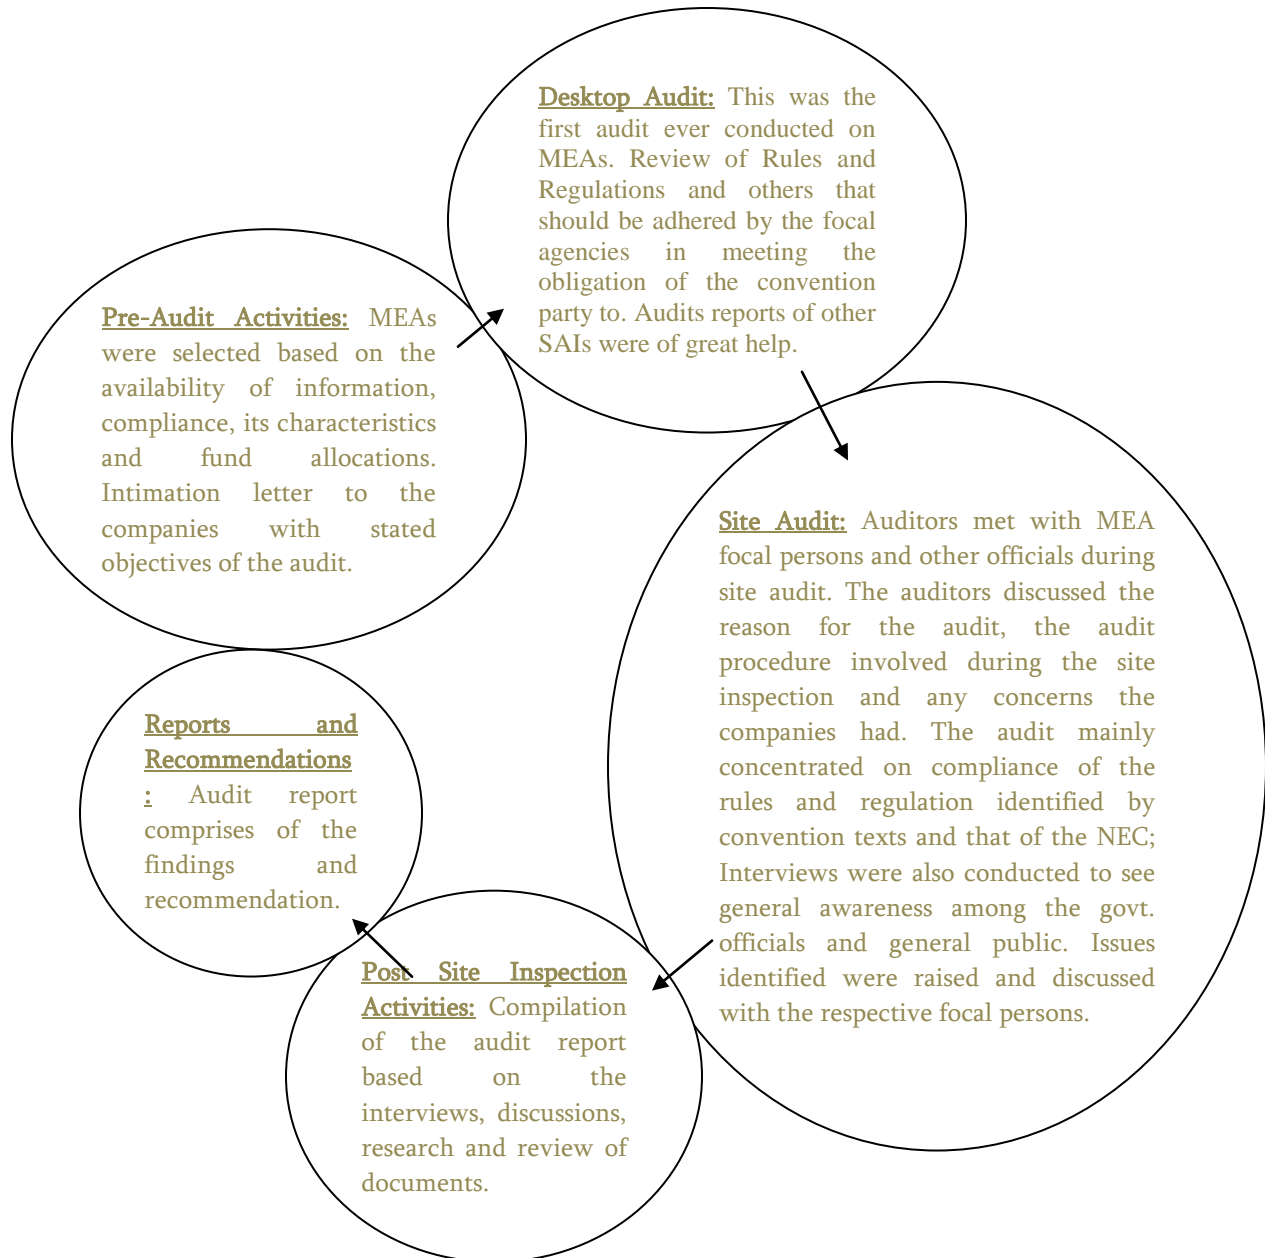 Pre-Audit Activities: MEAs
were selected based on the
availability of information,
compliance, its characteristics
and fund allocations.
Intimation letter to the
companies with stated
objectives of the audit.
Desktop Audit: This was the
first audit ever conducted on
MEAs. Review of Rules and
Regulations and others that
should be adhered by the focal
agencies in meeting the
obligation of the convention
party to. Audits reports of other
SAIs were of great help.
Site Audit: Auditors met with MEA
focal persons and other officials during
site audit. The auditors discussed the
reason for the audit, the audit
procedure involved during the site
inspection and any concerns the
companies had. The audit mainly
concentrated on compliance of the
rules and regulation identified by
convention texts and that of the NEC;
Interviews were also conducted to see
general awareness among the govt.
officials and general public. Issues
identified were raised and discussed
with the respective focal persons.
Post Site Inspection
Activities: Compilation
of the audit report
based on the
interviews, discussions,
research and review of
documents.
Reports and
Recommendations
: Audit report
comprises of the
findings and
recommendation.